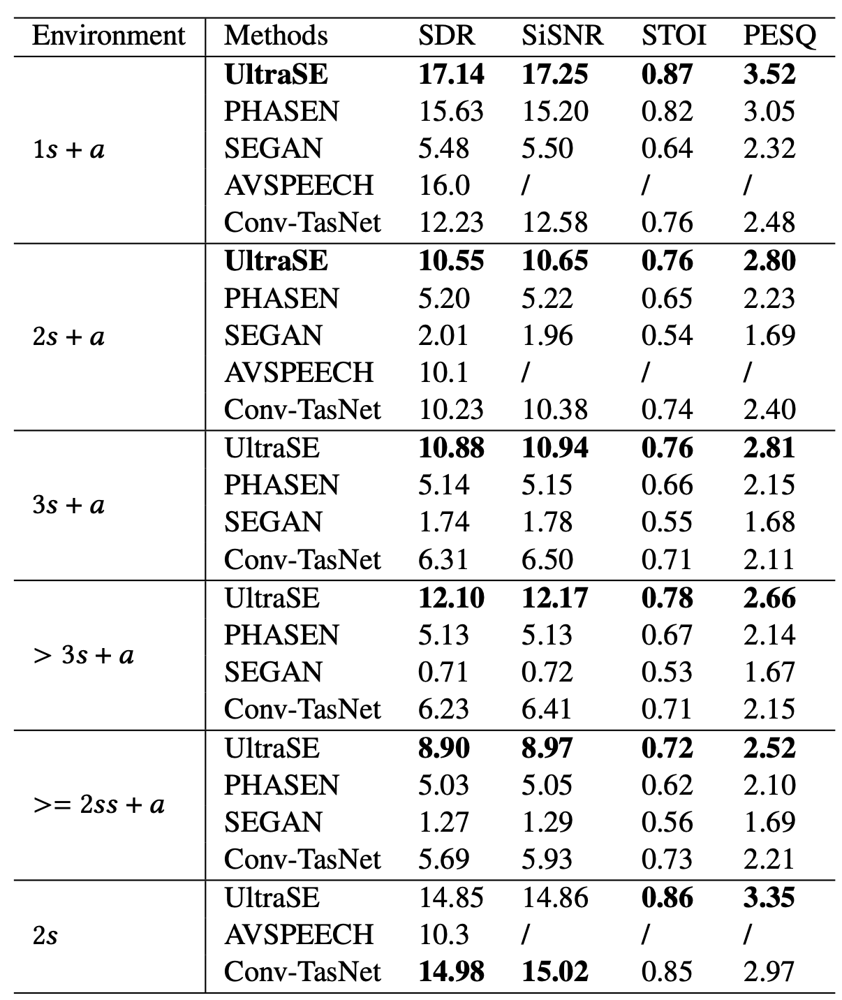 Environment Methods SDR SiSNR STOI PESQ
UltraSE 17.14 17.25 0.87 3.52
PHASEN 15.63 15.20 0.82 3.05
1s + a SEGAN 5.48 5.50 0.64 2.32
AVSPEECH 16.0 / / /
Conv-TasNet 12.23 12.58 0.76 2.48
UltraSE 10.55 10.65 0.76 2.80
PHASEN 5.20 5.22 0.65 2.23
2s + a SEGAN 2.01 1.96 0.54 1.69
AVSPEECH 10.1 / / /
Conv-TasNet 10.23 10.38 0.74 2.40
UltraSE 10.88 10.94 0.76 2.81
PHASEN 5.14 5.15 0.66 2.15
3s + a
SEGAN 1.74 1.78 0.55 1.68
Conv-TasNet 6.31 6.50 0.71 2.11
UltraSE 12.10 12.17 0.78 2.66
PHASEN 5.13 5.13 0.67 2.14
> 3s + a
SEGAN 0.71 0.72 0.53 1.67
Conv-TasNet 6.23 6.41 0.71 2.15
UltraSE 8.90 8.97 0.72 2.52
PHASEN 5.03 5.05 0.62 2.10
>= 2ss + a
SEGAN 1.27 1.29 0.56 1.69
Conv-TasNet 5.69 5.93 0.73 2.21
UltraSE 14.85 14.86 0.86 3.35
2s AVSPEECH 10.3 / / /
Conv-TasNet 14.98 15.02 0.85 2.97